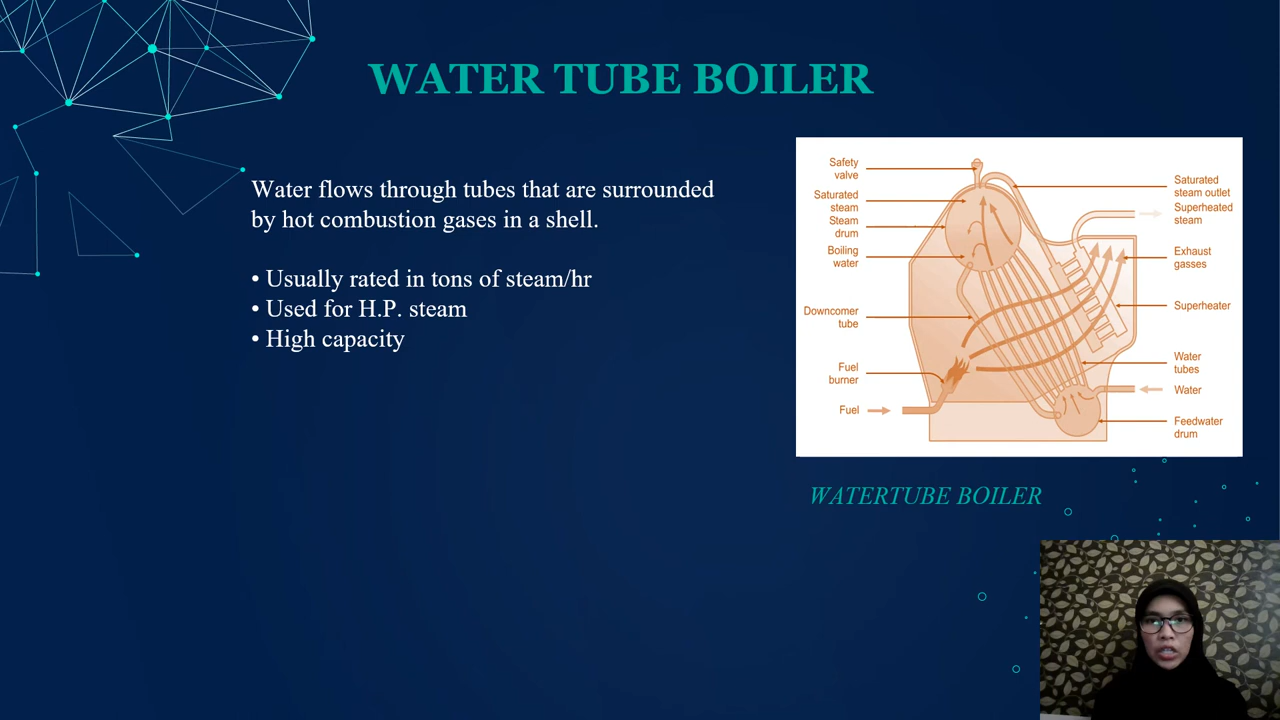 WATER TUBE BOILER
Water flows through tubes that are surrounded
by hot combustion gases in a shell.
• Usually rated in tons of steam/hr
• Used for H.P. steam
• High capacity
Safety
valve
Saturated
steam
Steam
drum
Boiling
water
Downcomer
tube
Fuel
burner
Fuel
Saturated
steam outlet
Superheated
steam
Exhaust
gasses
Superheater
Water
tubes
Water
Feedwater
drum
WATERTUBE BOILER